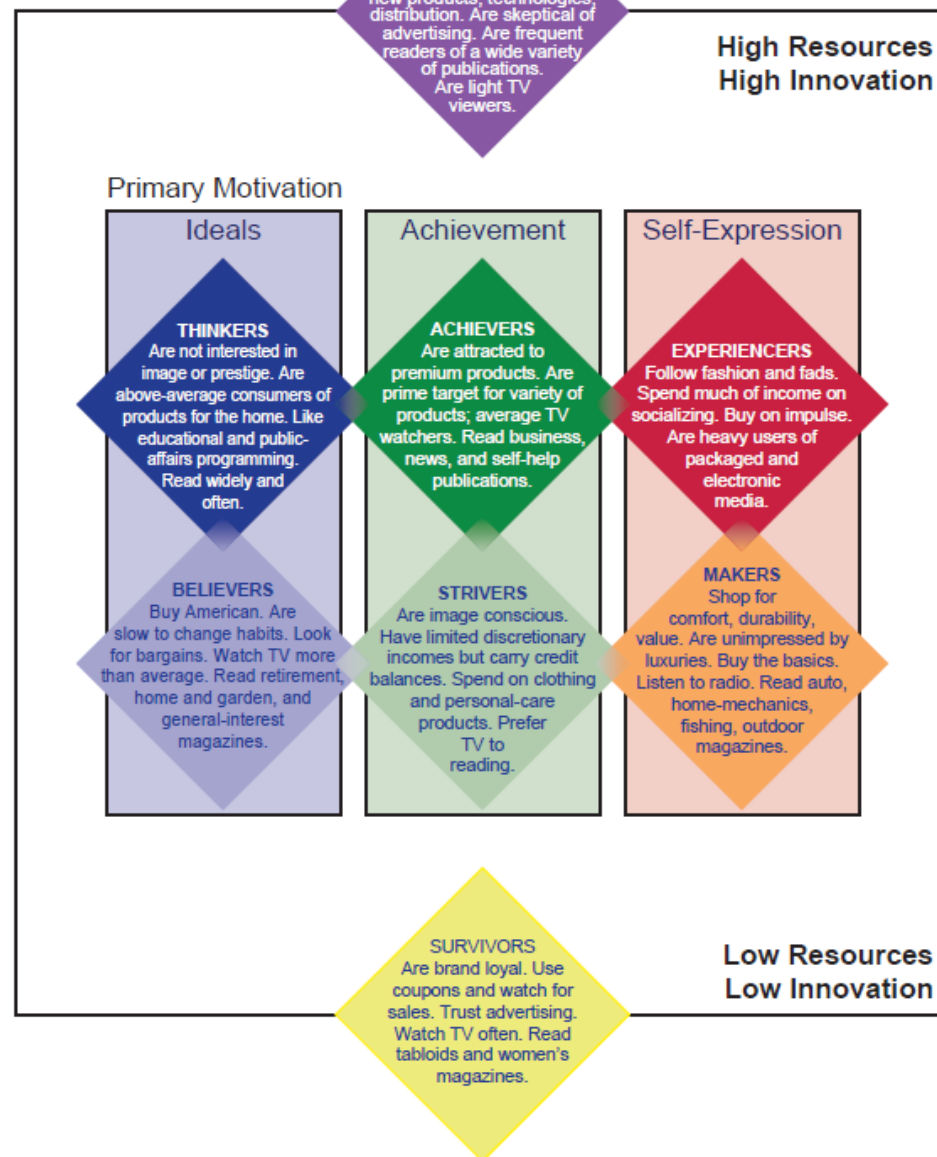 new products, technologies,
distribution. Are skeptical of
advertising. Are frequent
readers of a wide variety
of publications.
Are light TV
viewers.
High Resources
High Innovation
Primary Motivation
Ideals
Achievement
Self-Expression
THINKERS
Are not interested in
image or prestige. Are
above-average consumers of
products for the home. Like
educational and public-
affairs programming.
Read widely and
often.
ACHIEVERS
Are attracted to
premium products. Are
prime target for variety of
products; average TV
watchers. Read business,
news, and self-help
publications.
EXPERIENCERS
Follow fashion and fads.
Spend much of income on
socializing. Buy on impulse.
Are heavy users of
packaged and
electronic
media.
BELIEVERS
Buy American. Are
slow to change habits. Look
for bargains. Watch TV more
than average. Read retirement,
home and garden, and
general-interest
magazines.
STRIVERS
Are image conscious.
Have limited discretionary
incomes but carry credit
balances. Spend on clothing
and personal-care
products. Prefer
TV to
reading.
MAKERS
Shop for
comfort, durability,
value. Are unimpressed by
luxuries. Buy the basics.
Listen to radio. Read auto,
home-mechanics,
fishing, outdoor
magazines.
SURVIVORS
Are brand loyal. Use
coupons and watch for
sales. Trust advertising.
Watch TV often. Read
tabloids and women's
magazines.
Low Resources
Low Innovation